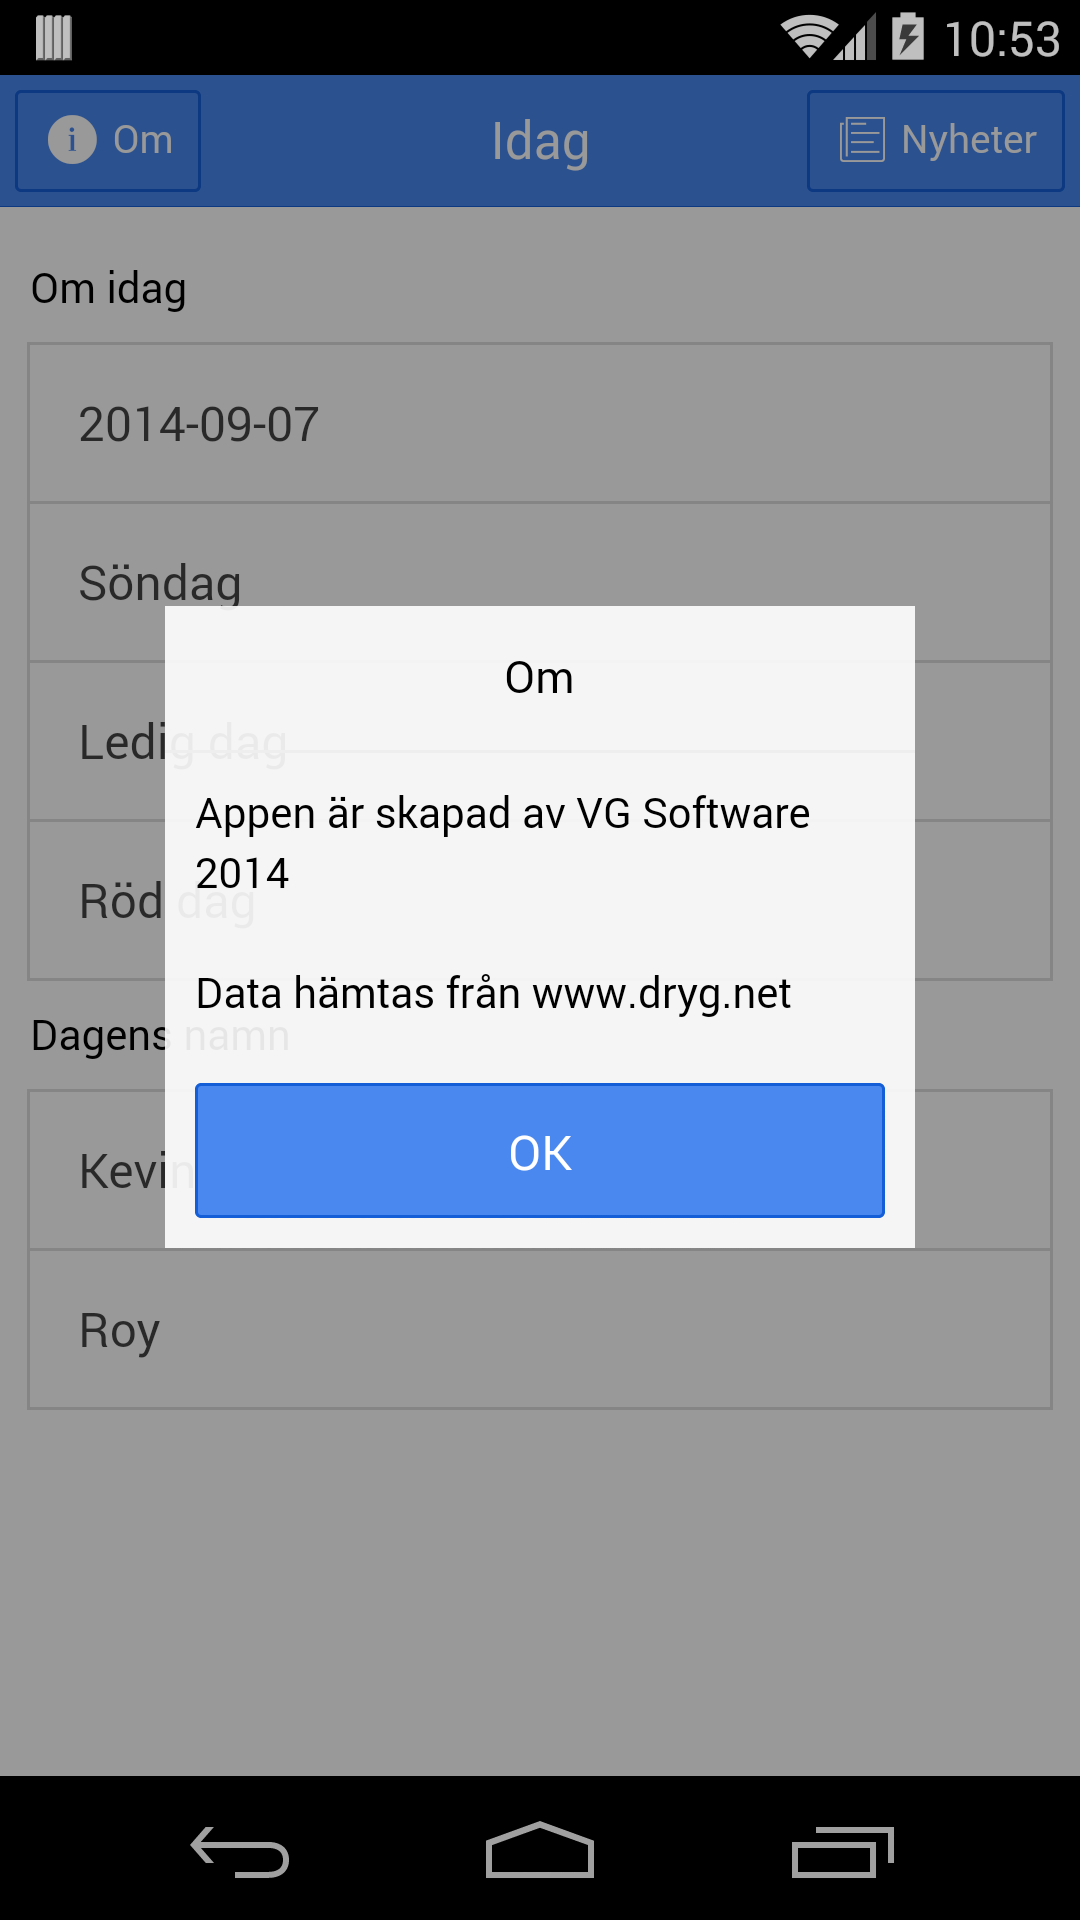 10:53
Om
Idag
Nyheter
Om idag
2014-09-07
Söndag
Ledig dag
Röd dag
Dagens namn
Kevin
Roy
Om
Appen är skapad av VG Software
2014
Data hämtas från www.dryg.net
OK